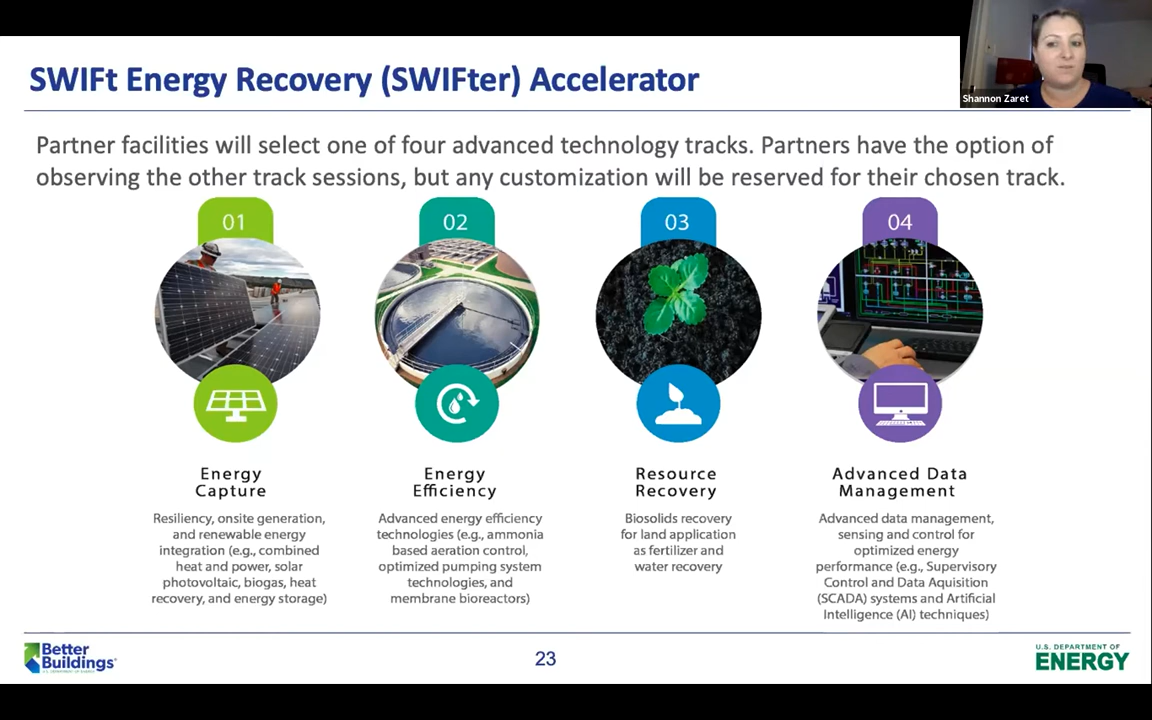 SWIFt Energy Recovery (SWIFter) Accelerator
Shannon Zaret
Partner facilities will select one of four advanced technology tracks. Partners have the option of
observing the other track sessions, but any customization will be reserved for their chosen track.
01
02
03
04
Energy
Capture
Resiliency, onsite generation,
and renewable energy
integration (e.g., combined
heat and power, solar
photovoltaic, biogas, heat
recovery, and energy storage)
Energy
Efficiency
Advanced energy efficiency
technologies (e.g., ammonia
based aeration control,
optimized pumping system
technologies, and
membrane bioreactors)
Resource
Recovery
Biosolids recovery
for land application
as fertilizer and
water recovery
Advanced Data
Management
Advanced data management,
sensing and control for
optimized energy
performance (e.g., Supervisory
Control and Data Aquisition
(SCADA) systems and Artificial
Intelligence (AI) techniques)
Better
Buildings
U.S. DEPARTMENT OF ENERGY
23
U.S. DEPARTMENT OF
ENERGY